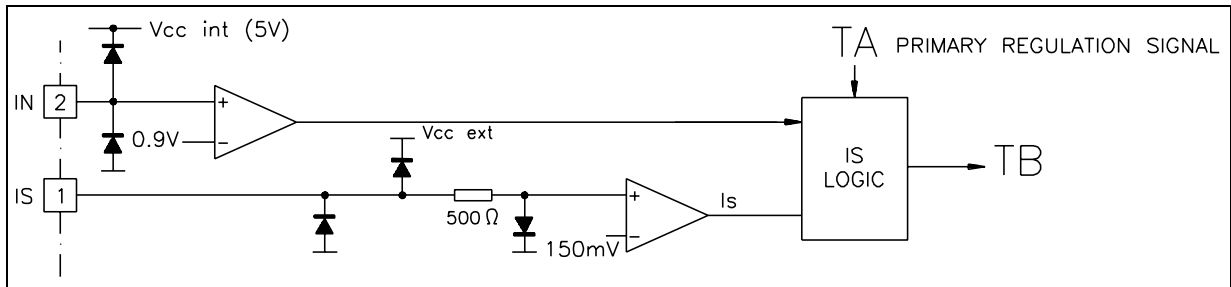 Vcc int (5V)
TA PRIMARY REGULATION SIGNAL
IN 2
0.9V
Vcc ext
IS
LOGIC
TB
IS 1
500Ω
Is
150mV
+
-
+
-